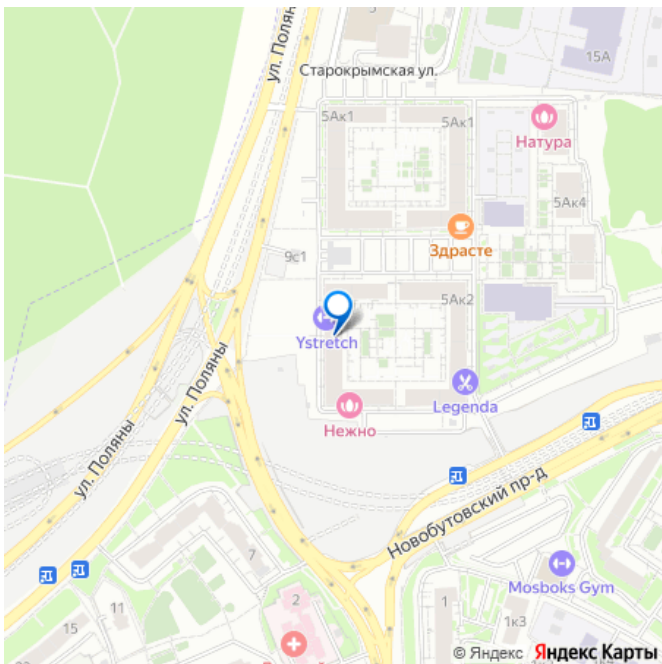 5
ул. Поляны
15А
Старокрымская ул.
5Ак1
5Ак1
Натура
5Ак4
Здрасте
9с1
5Ак2
Ystretch
Legenda
Нежно
ул. Поляны
ул. Поляны
Новобутовский пр-д
7
Mosboks Gym
2
1
11
1к3
15
© Яндекс Яндекс Карты